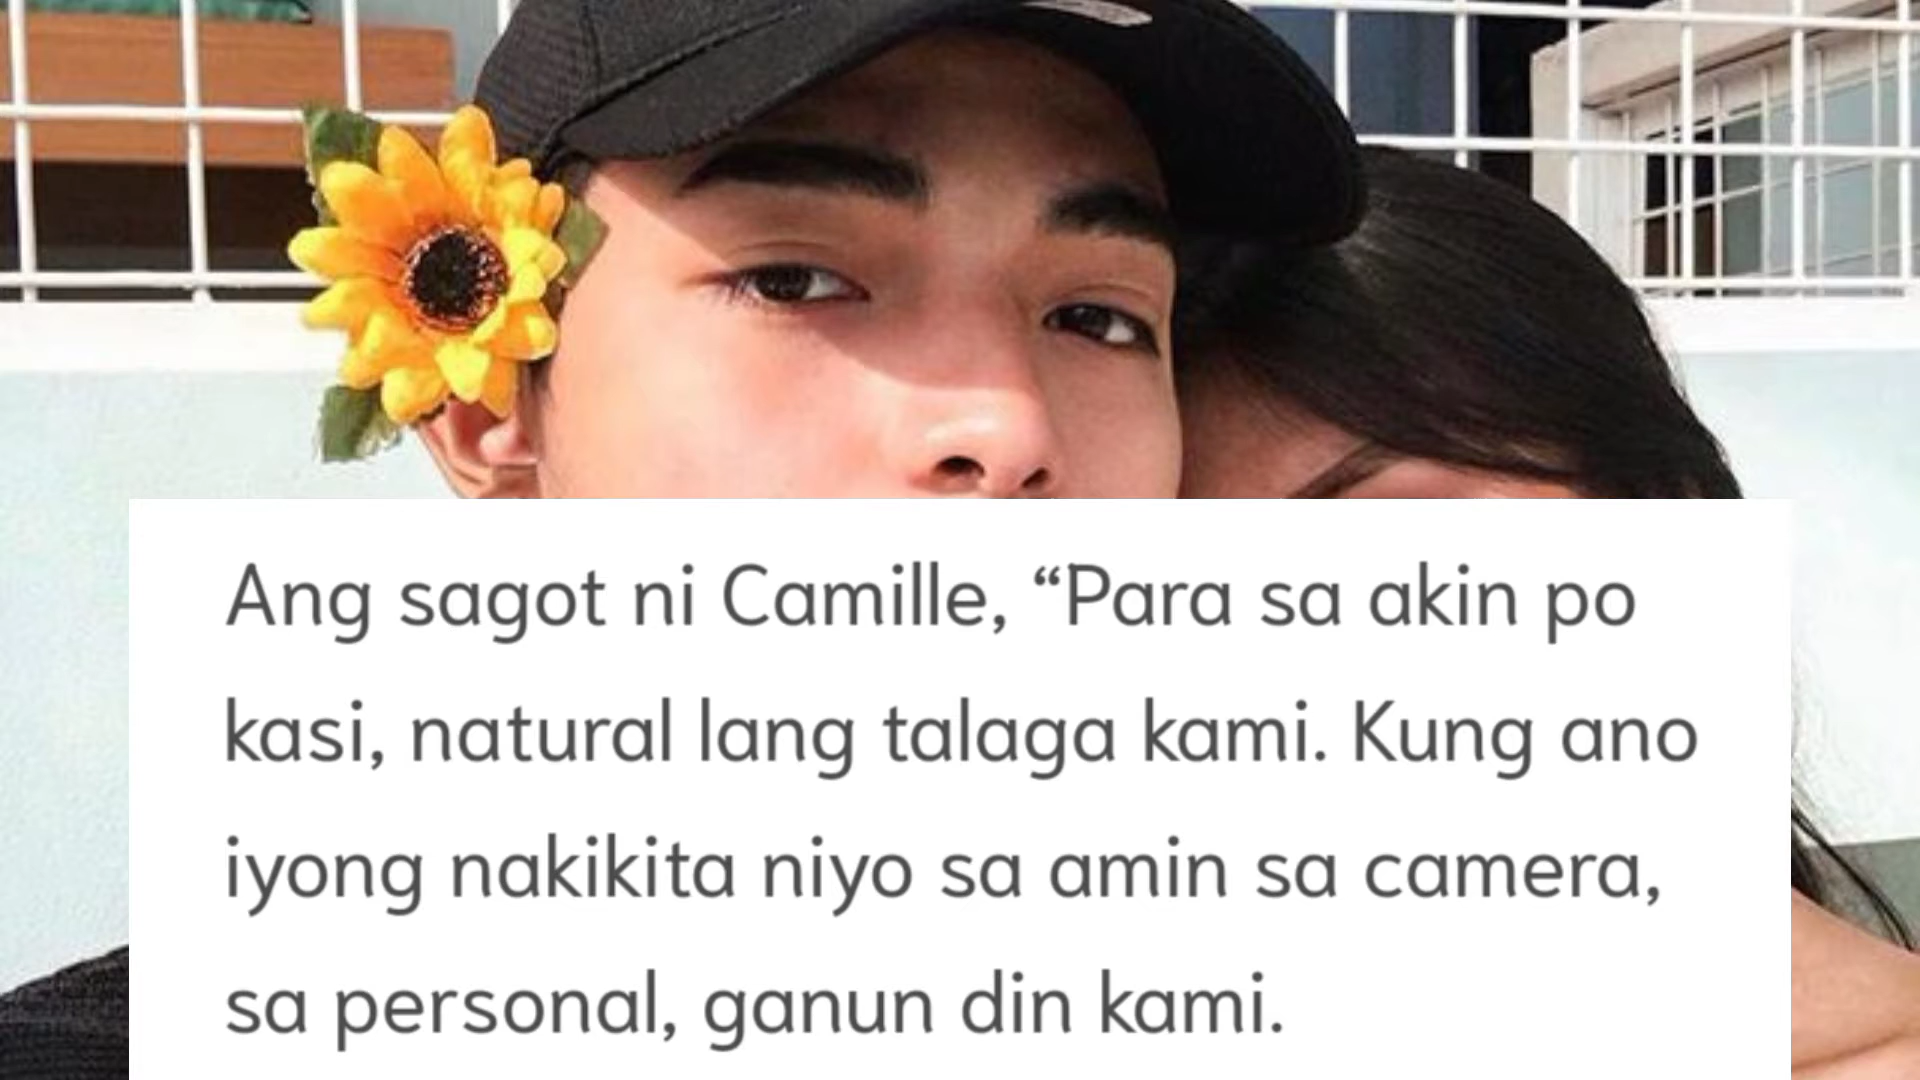 Ang sagot ni Camille, “Para sa akin po
kasi, natural lang talaga kami. Kung ano
iyong nakikita niyo sa amin sa camera,
sa personal, ganun din kami.